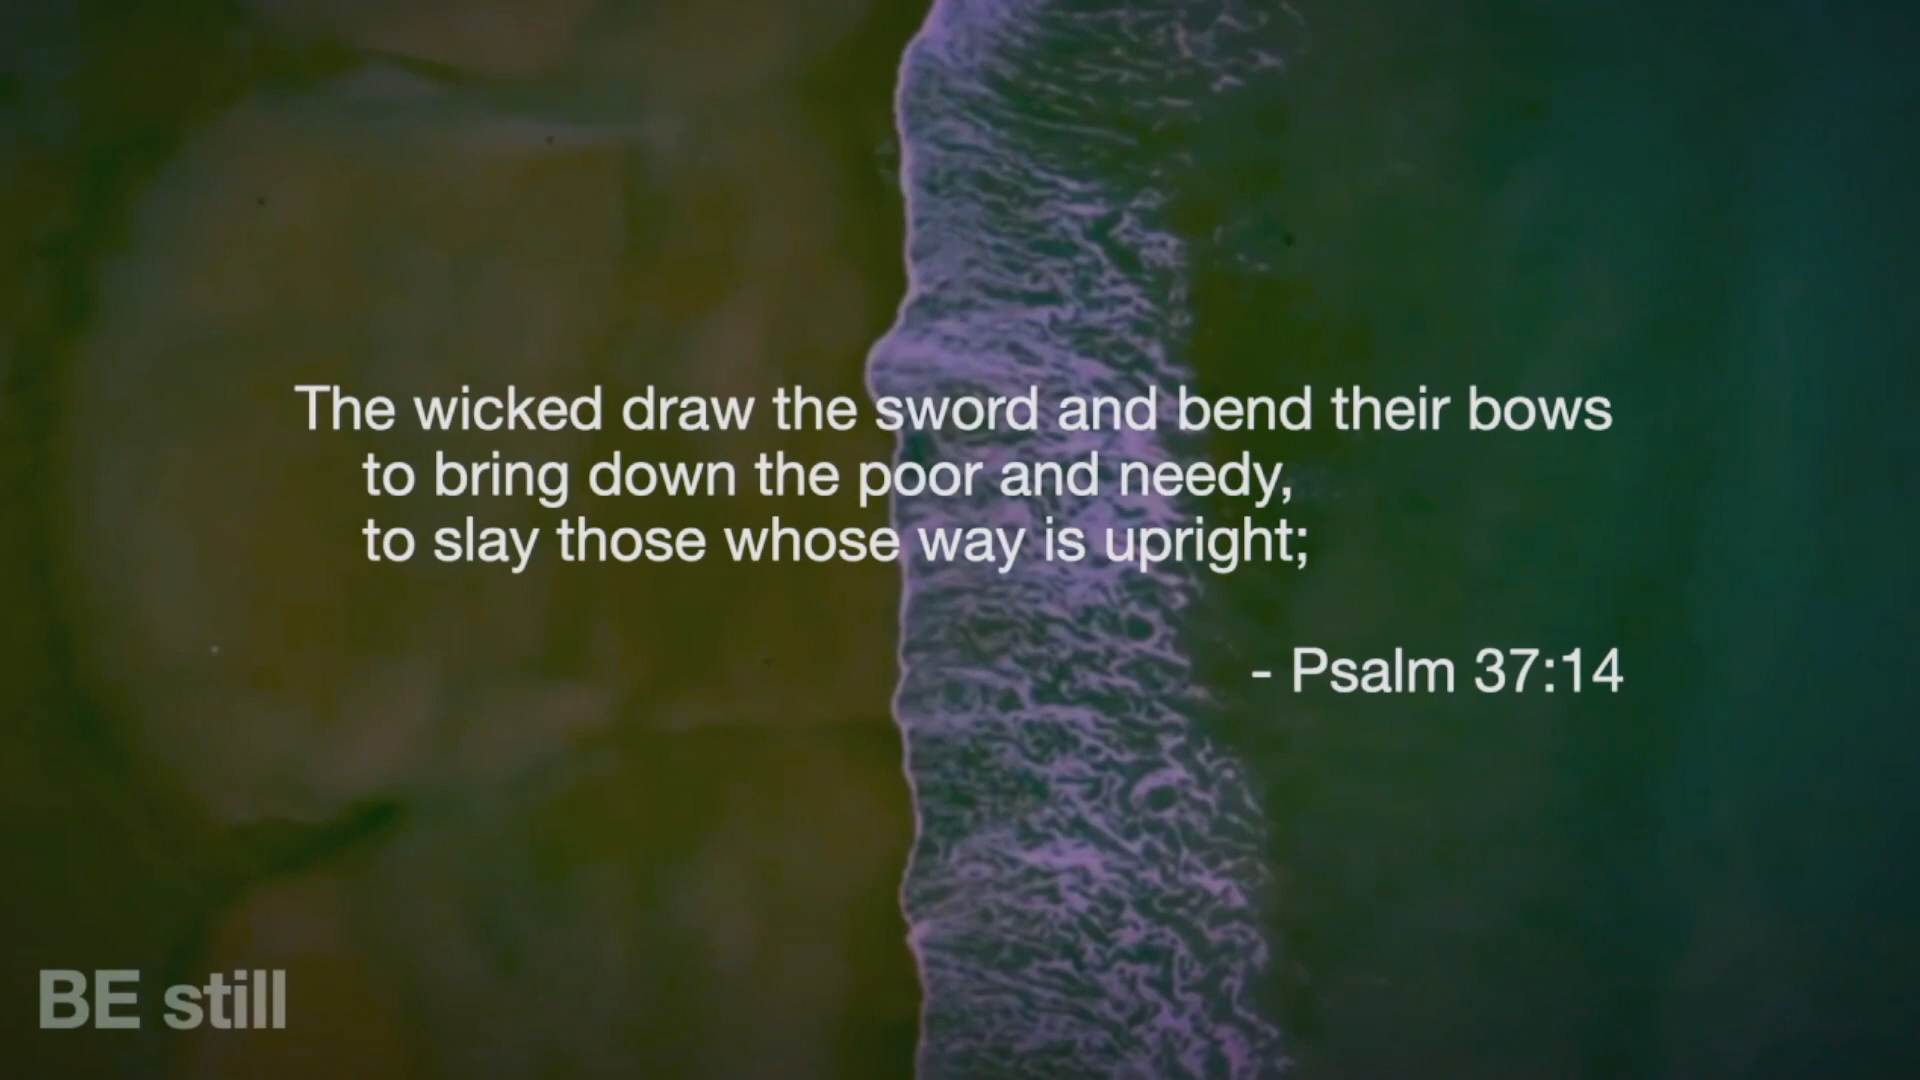 The wicked draw the sword and bend their bows
to bring down the poor and needy,
to slay those whose way is upright;
- Psalm 37:14
BE still